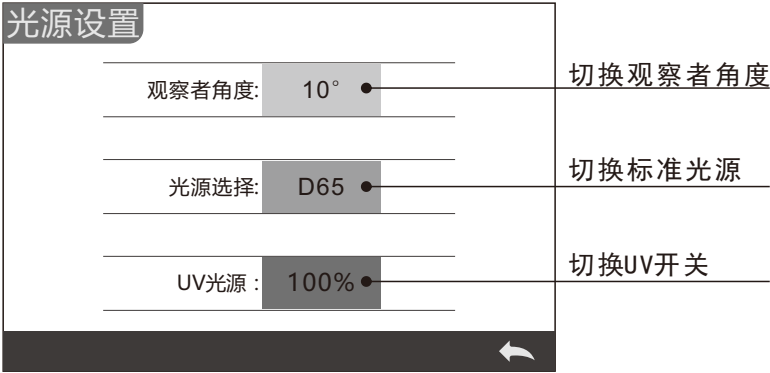 光源设置
观察者角度: 10° 切换观察者角度
光源选择: D65 切换标准光源
UV光源： 100% 切换UV开关